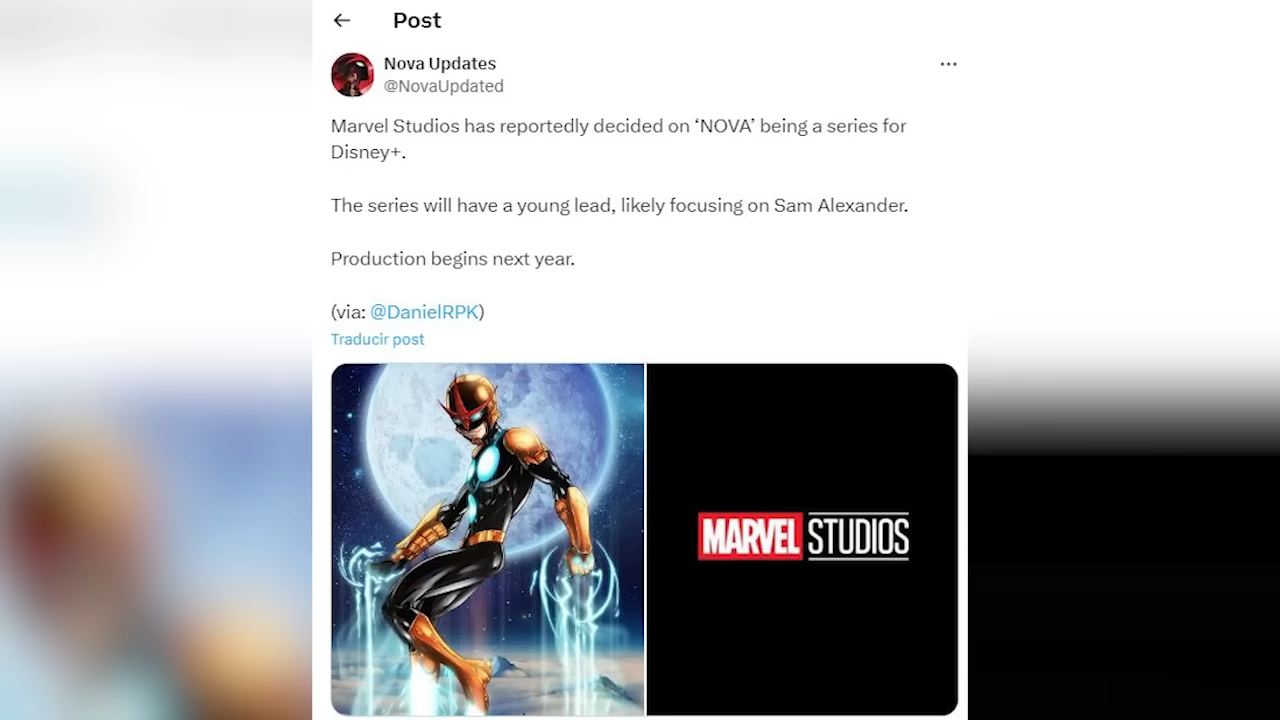 Post
Nova Updates
@NovaUpdated
Marvel Studios has reportedly decided on ‘NOVA’ being a series for
Disney+.
The series will have a young lead, likely focusing on Sam Alexander.
Production begins next year.
(via: @DanielRPK)
Traducir post
MARVEL STUDIOS